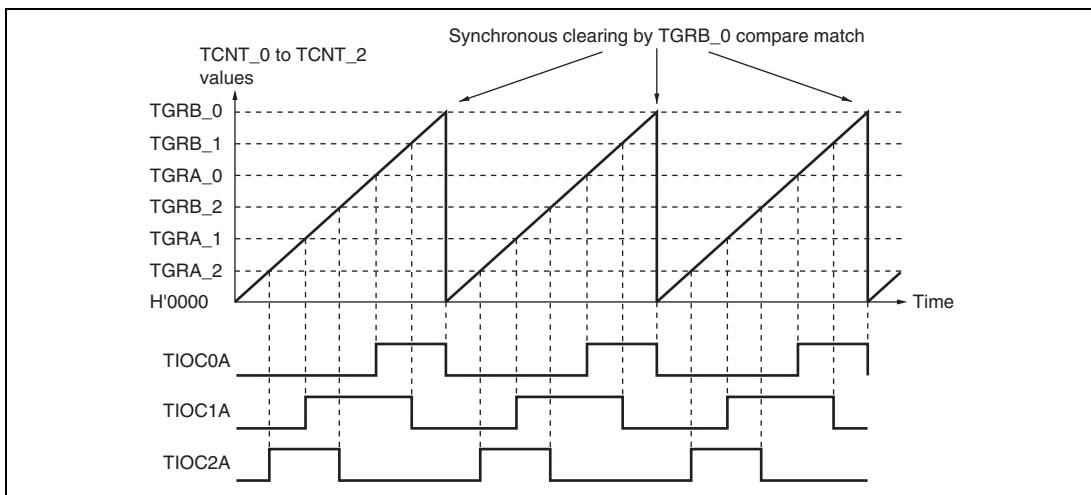 Synchronous clearing by TGRB_0 compare match
TCNT_0 to TCNT_2
values
TGRB_0
TGRB_1
TGRA_0
TGRB_2
TGRA_1
TGRA_2
H'0000
Time
TIOC0A
TIOC1A
TIOC2A